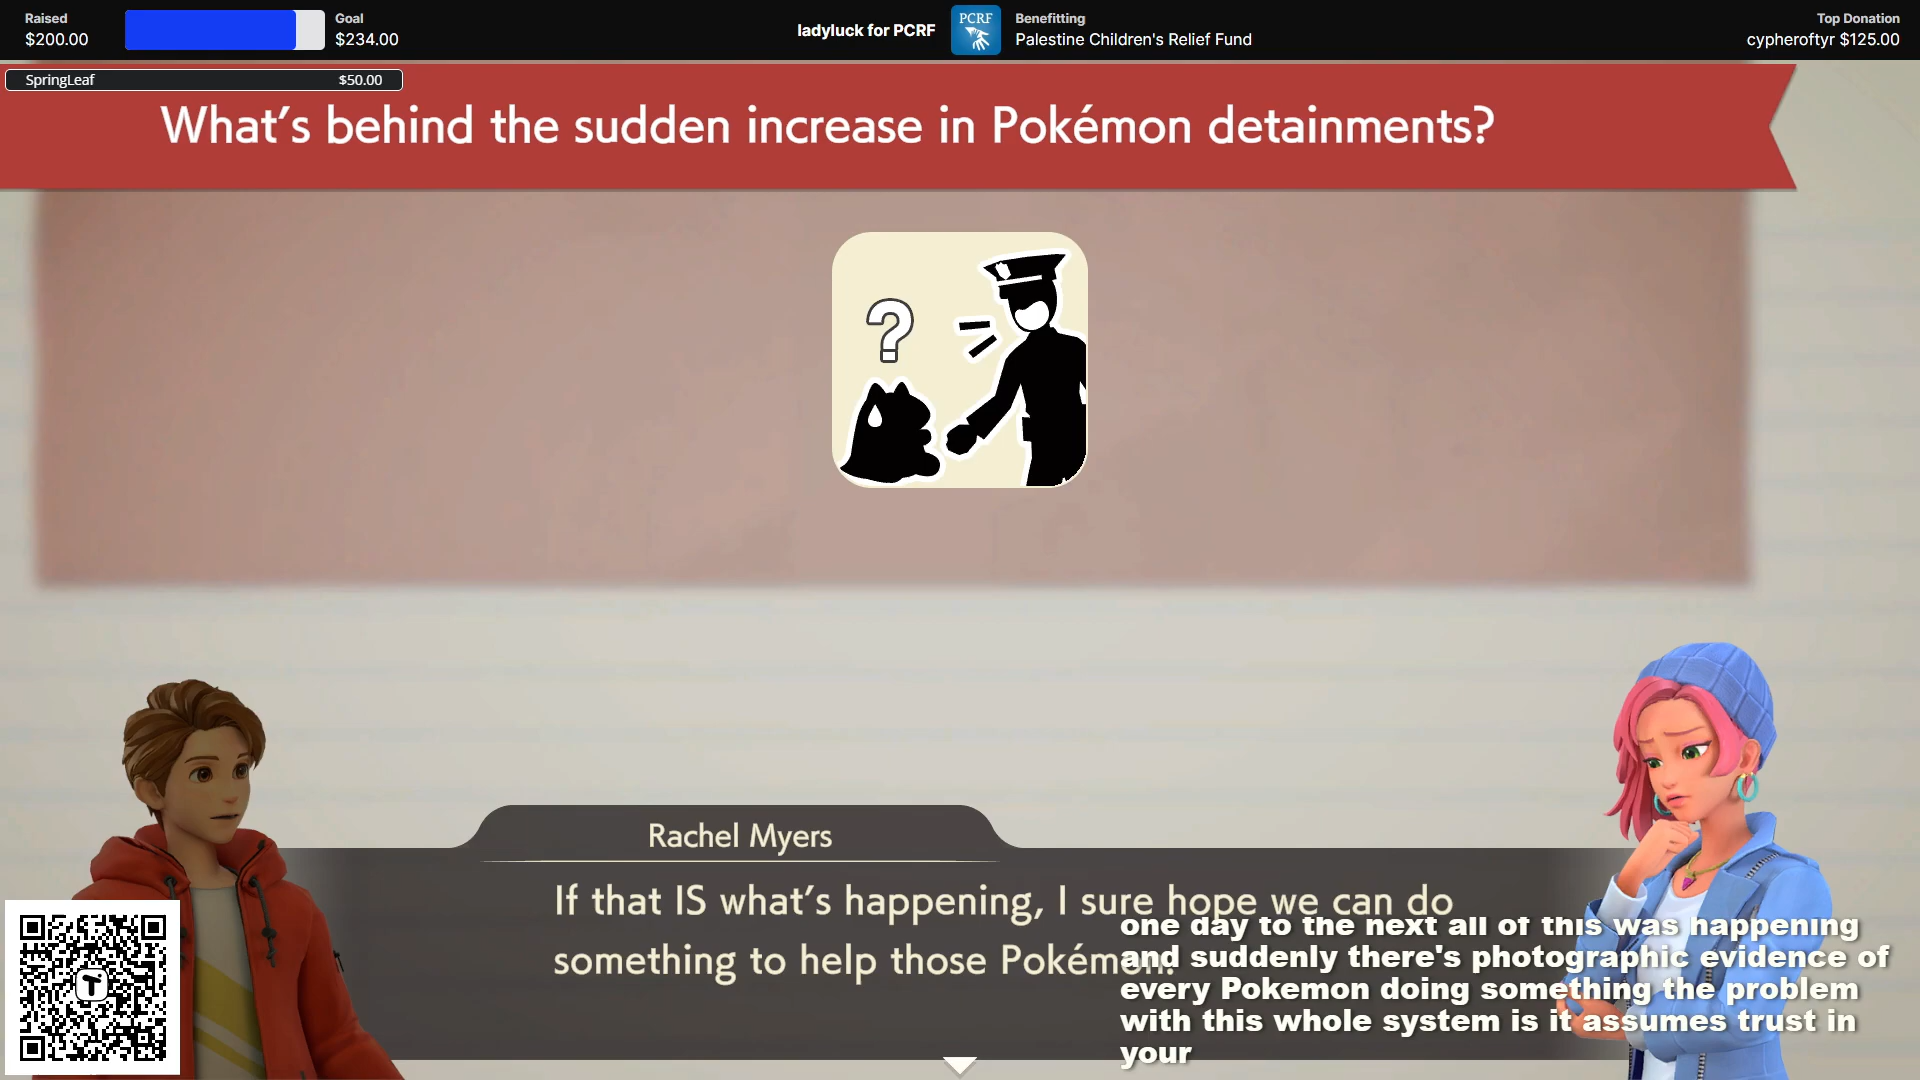 Raised
$200.00
Goal
$234.00
ladyluck for PCRF
PCRF
Benefitting
Palestine Children's Relief Fund
Top Donation
cypheroftyr $125.00
SpringLeaf $50.00
What's behind the sudden increase in Pokémon detainments?
?
Rachel Myers
If that IS what's happening, I sure hope we can do
something to help those Pokémon.
one day to the next all of this was happening
and suddenly there's photographic evidence of
every Pokemon doing something the problem
with this whole system is it assumes trust in
your